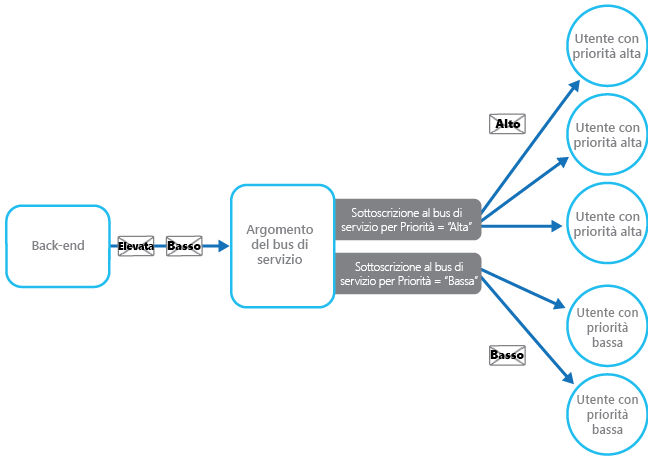 Back-end
Elevata
Basso
Argomento
del bus di
servizio
Sottoscrizione al bus di
servizio per Priorità = "Alta"
Sottoscrizione al bus di
servizio per Priorità = "Bassa"
Alto
Basso
Utente con
priorità alta
Utente con
priorità alta
Utente con
priorità alta
Utente con
priorità
bassa
Utente con
priorità
bassa